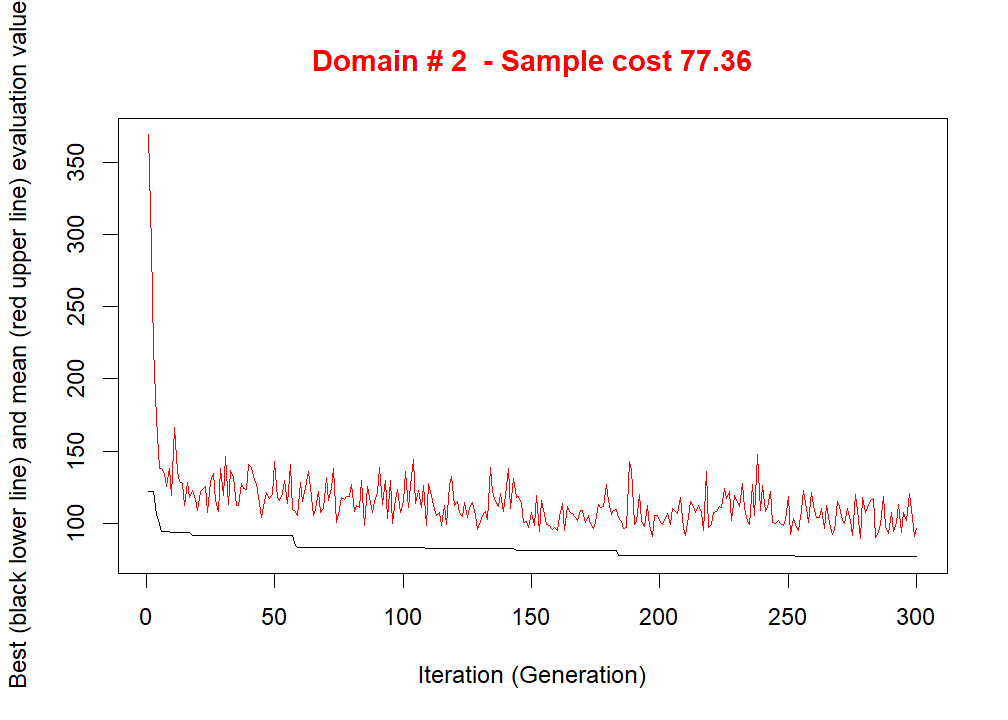 Domain # 2  - Sample cost 77.36
Best (black lower line) and mean (red upper line) evaluation value
350
300
250
200
150
100
0 50 100 150 200 250 300
Iteration (Generation)